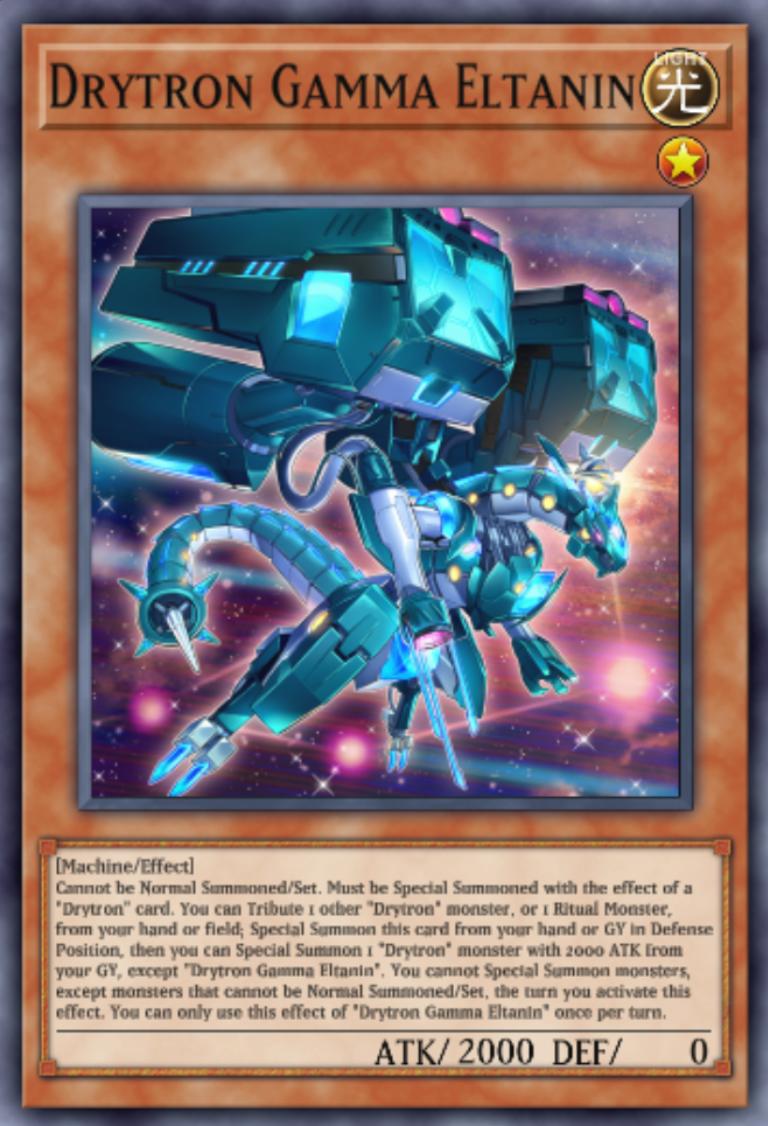 DRYTRON GAMMA ELTANIN
LIGHT
光
[Machine/Effect]
Cannot be Normal Summoned/Set. Must be Special Summoned with the effect of a
"Drytron" card. You can Tribute 1 other "Drytron" monster, or 1 Ritual Monster,
from your hand or field; Special Summon this card from your hand or GY in Defense
Position, then you can Special Summon 1 "Drytron" monster with 2000 ATK from
your GY, except "Drytron Gamma Eltanin". You cannot Special Summon monsters,
except monsters that cannot be Normal Summoned/Set, the turn you activate this
effect. You can only use this effect of "Drytron Gamma Eltanin" once per turn.
ATK/ 2000 DEF/ 0